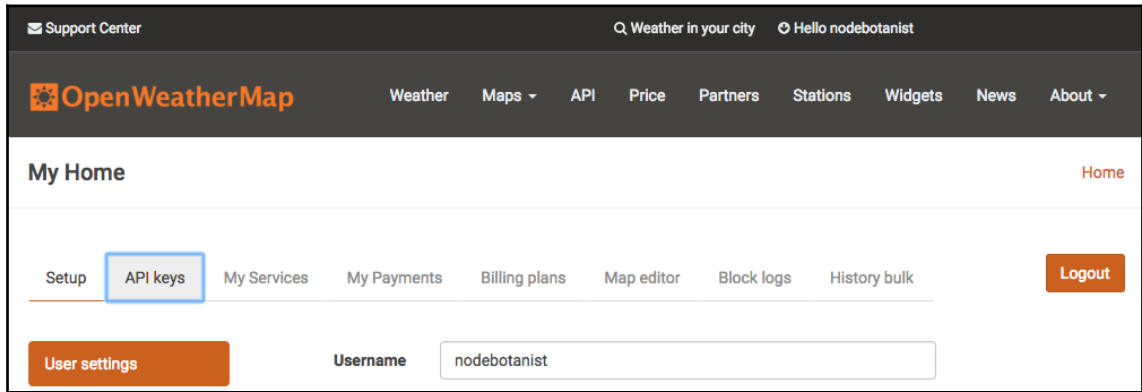 Support Center Weather in your city Hello nodebotanist
OpenWeatherMap Weather Maps API Price Partners Stations Widgets News About
My Home Home
Setup API keys My Services My Payments Billing plans Map editor Block logs History bulk Logout
User settings Username nodebotanist